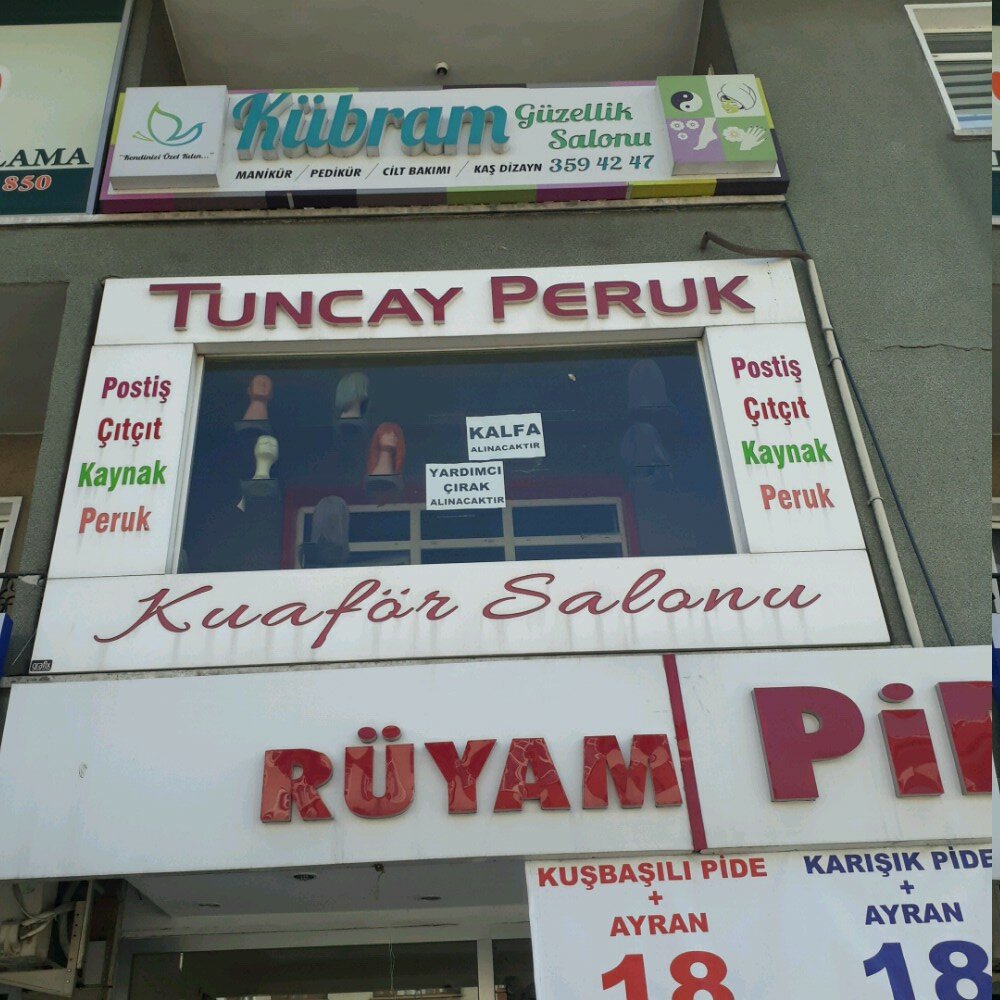 LAMA
850
"Kendinizi Özel Kılın..."
Kübram
Güzellik
Salonu
MANİKÜR / PEDİKÜR / CİLT BAKIMI / KAŞ DİZAYN 359 42 47
TUNCAY PERUK
Postiş
Çıtçıt
Kaynak
Peruk
KALFA
ALINACAKTIR
YARDIMCI
ÇIRAK
ALINACAKTIR
Postiş
Çıtçıt
Kaynak
Peruk
Kuaför Salonu
grafix
RÜYAM
Pİ
KUŞBAŞILI PİDE
+
AYRAN
18
KARIŞIK PİDE
+
AYRAN
18